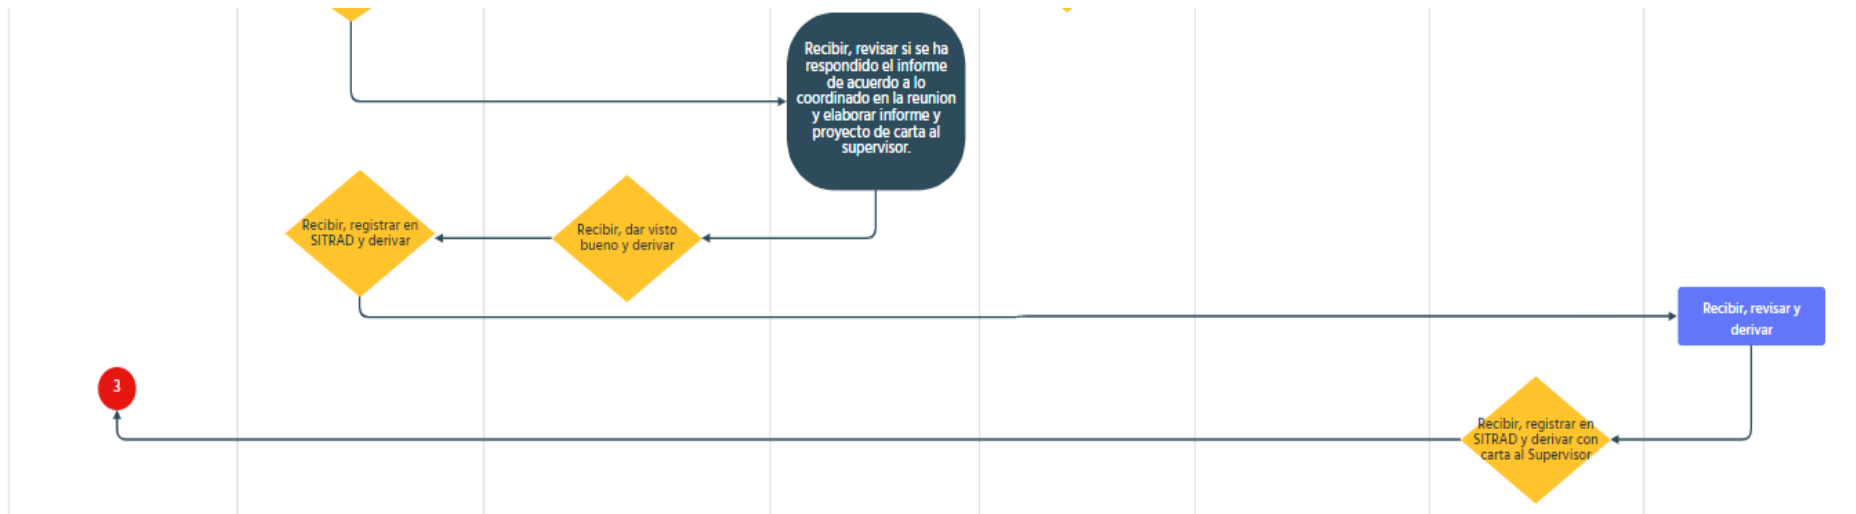 Recibir, revisar si se ha
respondido el informe
de acuerdo a lo
coordinado en la reunion
y elaborar informe y
proyecto de carta al
supervisor.
Recibir, registrar en
SITRAD y derivar
Recibir, dar visto
bueno y derivar
Recibir, revisar y
derivar
3
Recibir, registrar en
SITRAD y derivar con
carta al Supervisor